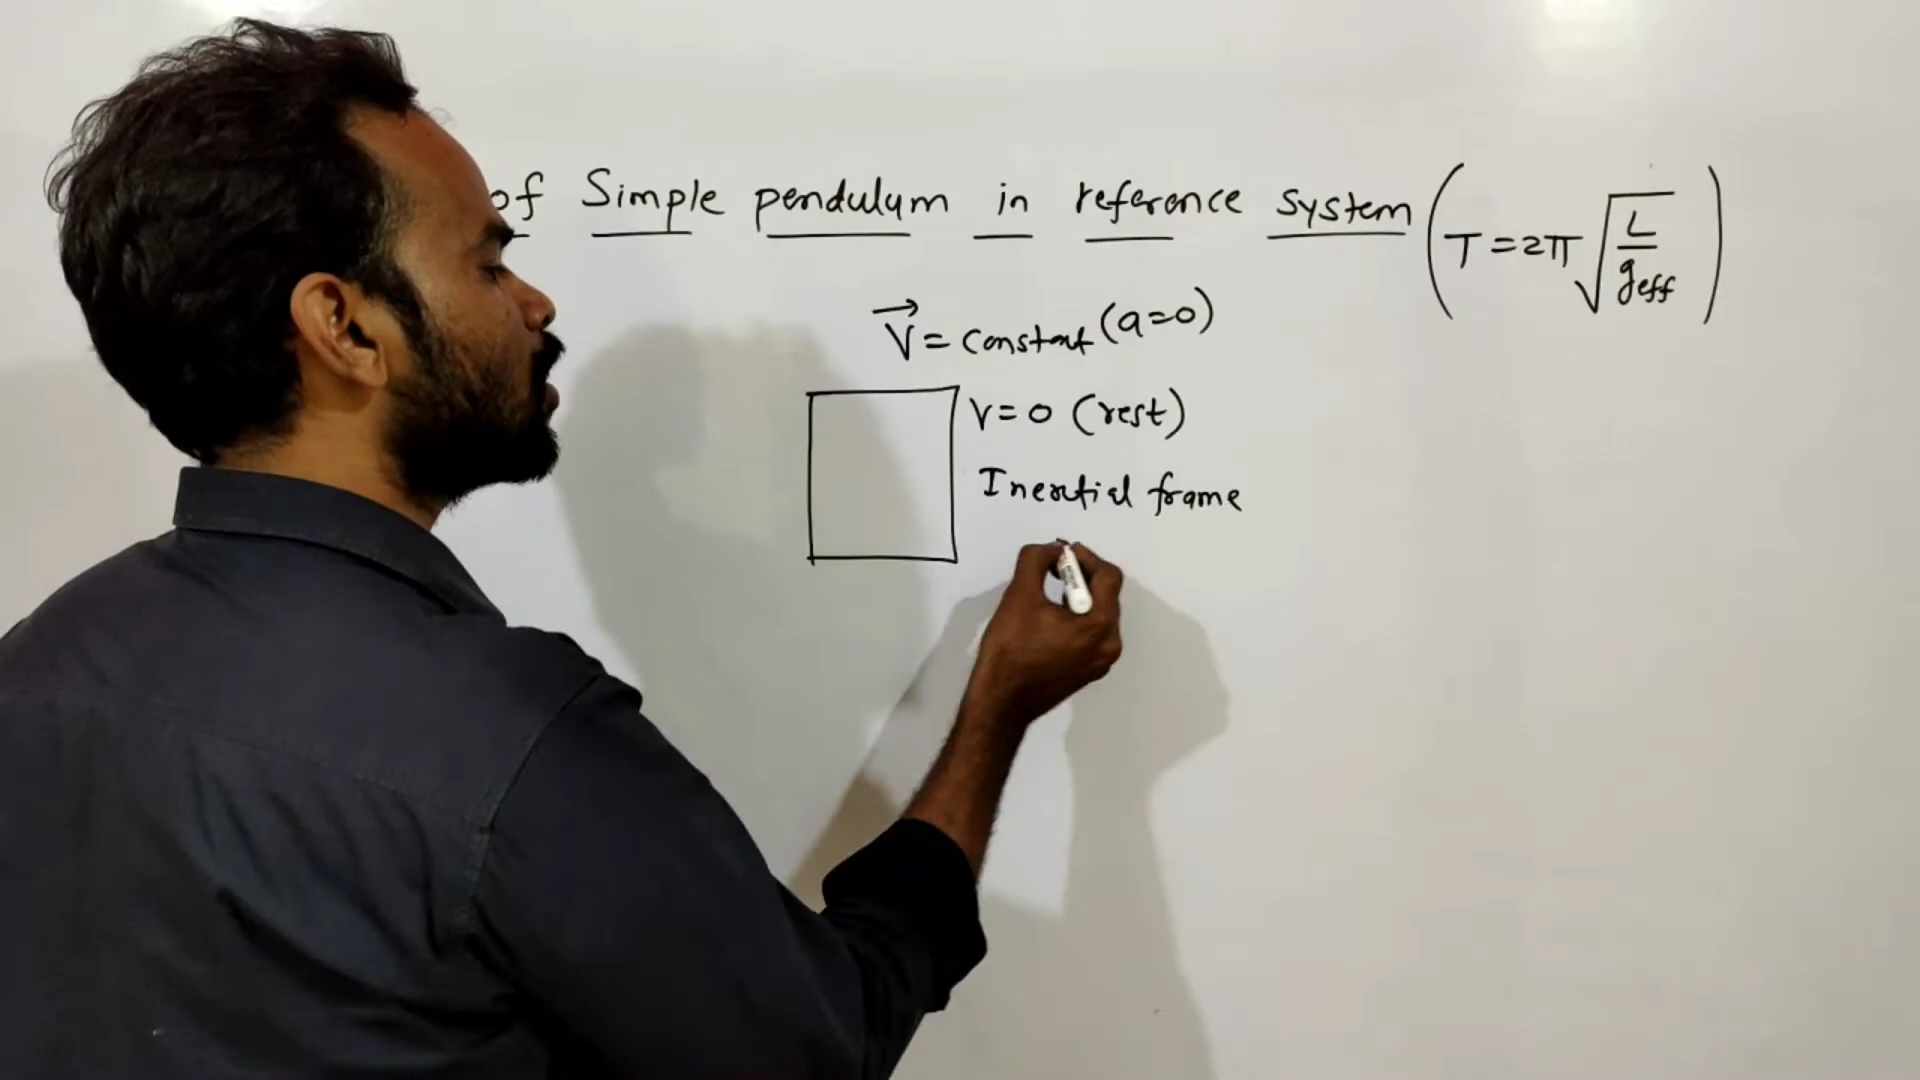 of Simple pendulum in reference system (T=2π√(L/geff))
V⃗ = Constant (a=0)
V=0 (rest)
Inertial frame